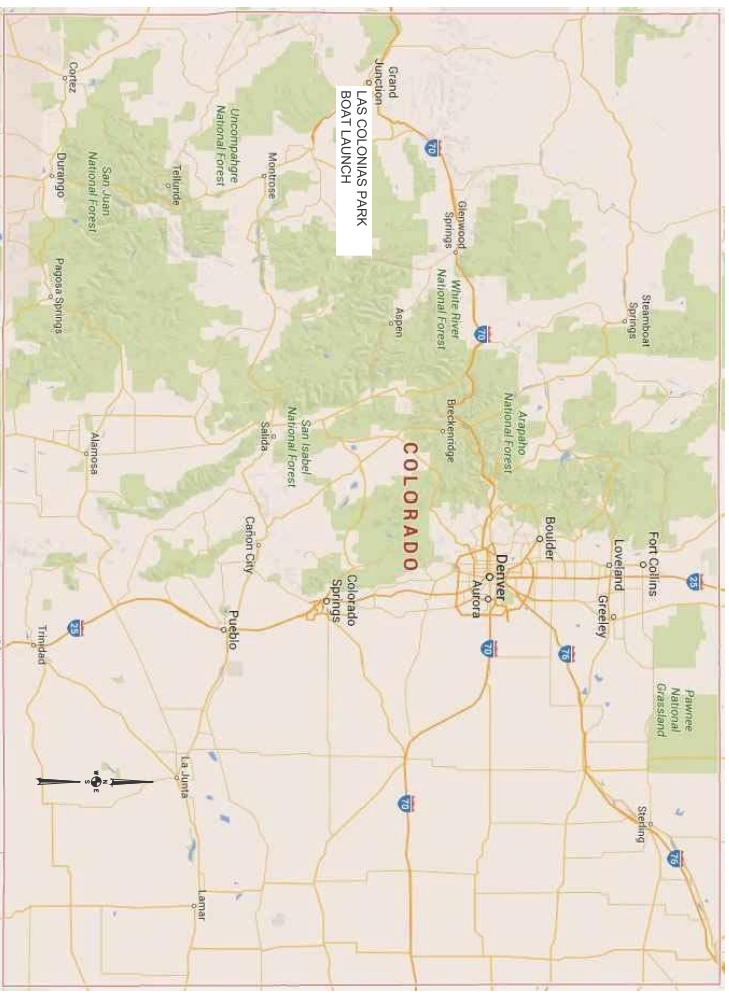 Steamboat
Springs
Fort Collins
25
Loveland
Greeley
Pawnee
National
Grassland
Sterling
76
Boulder
76
Arapaho
National Forest
Denver
Aurora
70
Grand
Junction
70
Glenwood
Springs
White River
National Forest
70
Breckenridge
LAS COLONIAS PARK
BOAT LAUNCH
Aspen
COLORADO
70
Montrose
San Isabel
National Forest
Salida
Colorado
Springs
Uncompahgre
National Forest
Telluride
Cañon City
Pueblo
La Junta
Lamar
Cortez
San Juan
National Forest
Durango
Pagosa Springs
Alamosa
25
Trinidad
N
W
E
S